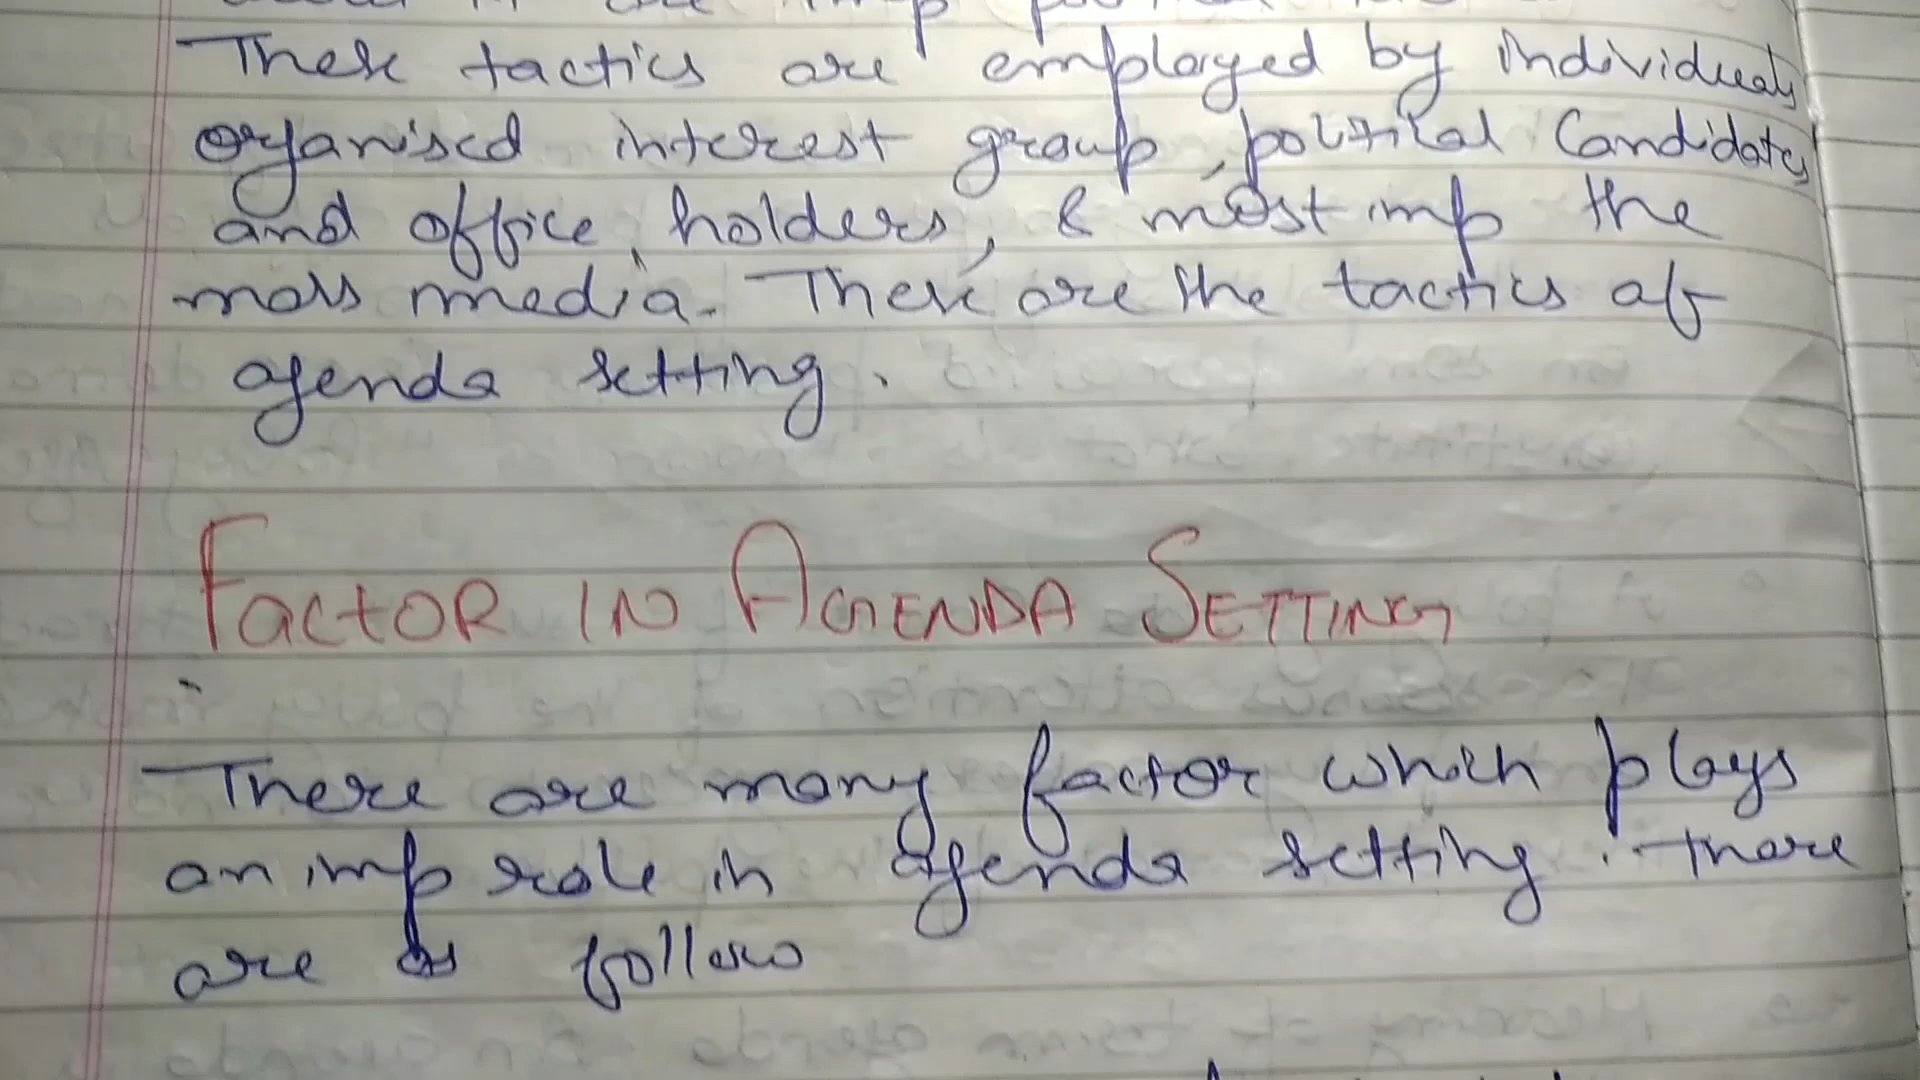 These tactics are employed by individuals
organised interest group, political Candidates
and office, holders, & most imp the
mass media. These are the tactics of
agenda setting.
FACTOR IN AGENDA SETTING
There are many factor which plays
an imp role in agenda setting. there
are as follow